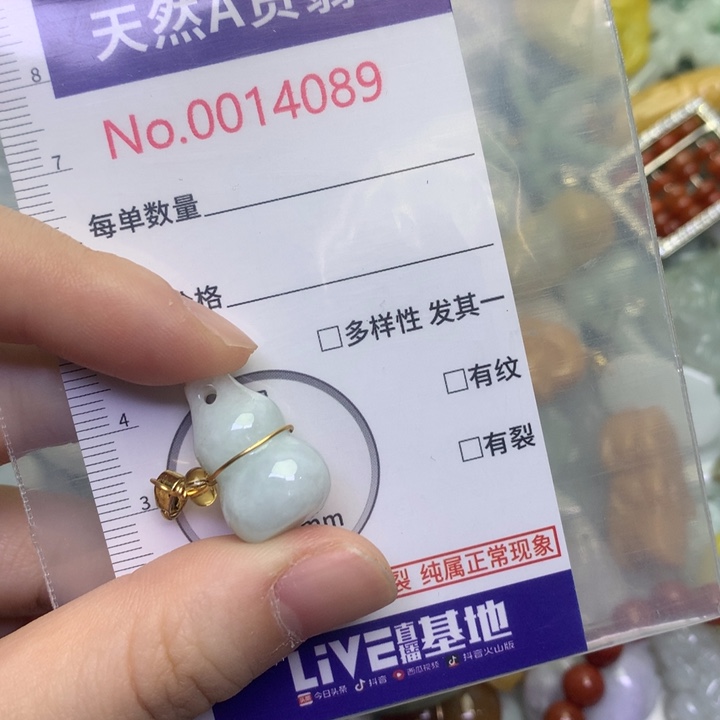 天然A货翡
8
No.0014089
7
每单数量
价格
□多样性 发其一
□有纹
4
□有裂
3
mm
裂 纯属正常现象
LIVE直播基地
今日头条 抖音 西瓜视频 抖音火山版